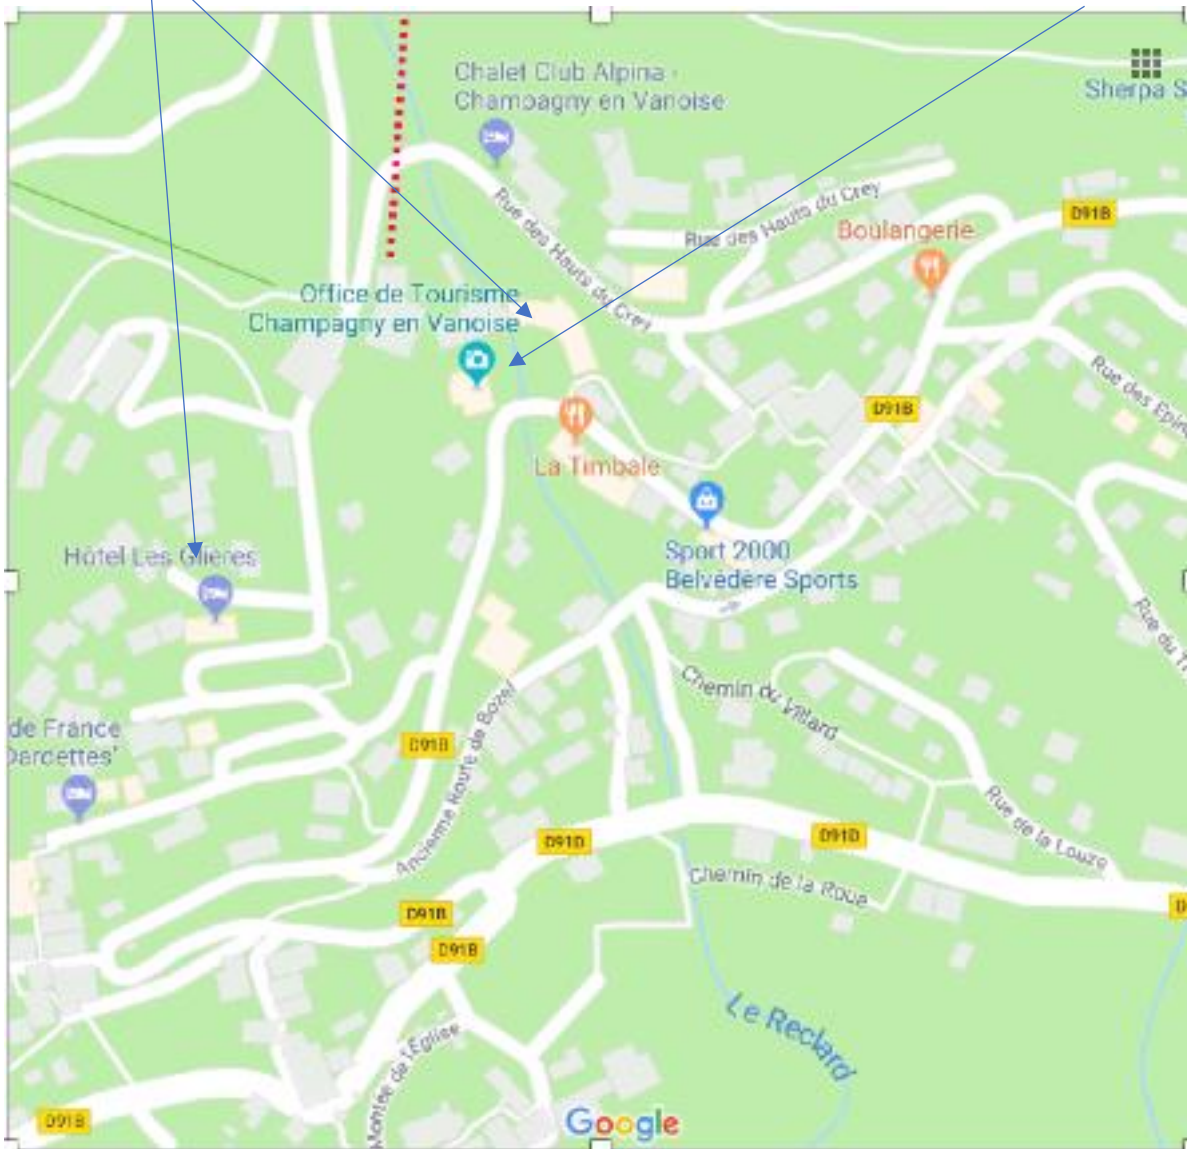 Chalet Club Alpina -
Champagny en Vanoise
Sherpa S
Rue des Hauts du Crey
Rue des Hauts du Crey
D91B
Boulangerie
Office de Tourisme
Champagny en Vanoise
Rue des Epin
D91B
La Timbale
Hotel Les Glieres
Sport 2000
Belvédère Sports
Rue du T
Chemin du Villard
de France
Darcettes'
D91B
Ancienne Route de Bozel
Rue de la Louze
D91D
D91D
Chemin de la Roue
D91B
D
D91B
Le Reclard
Montée de l'Eglise
D91B
Google